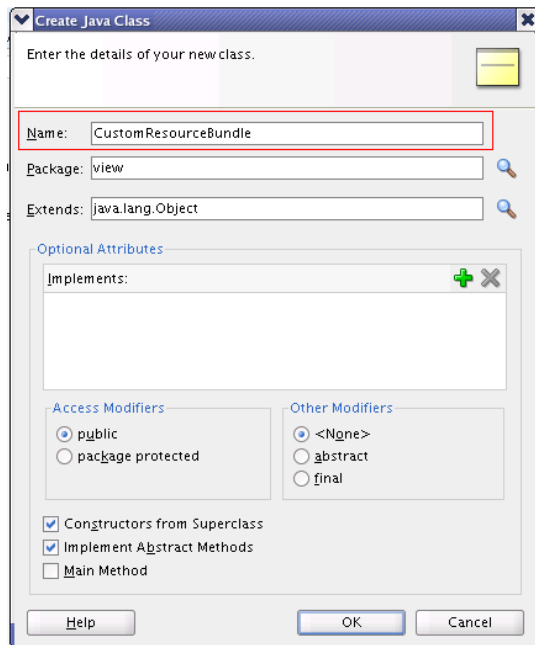 Create Java Class
Enter the details of your new class.
Name: CustomResourceBundle
Package: view
Extends: java.lang.Object
Optional Attributes
Implements:
Access Modifiers
public
package protected
Other Modifiers
<None>
abstract
final
Constructors from Superclass
Implement Abstract Methods
Main Method
Help
OK
Cancel